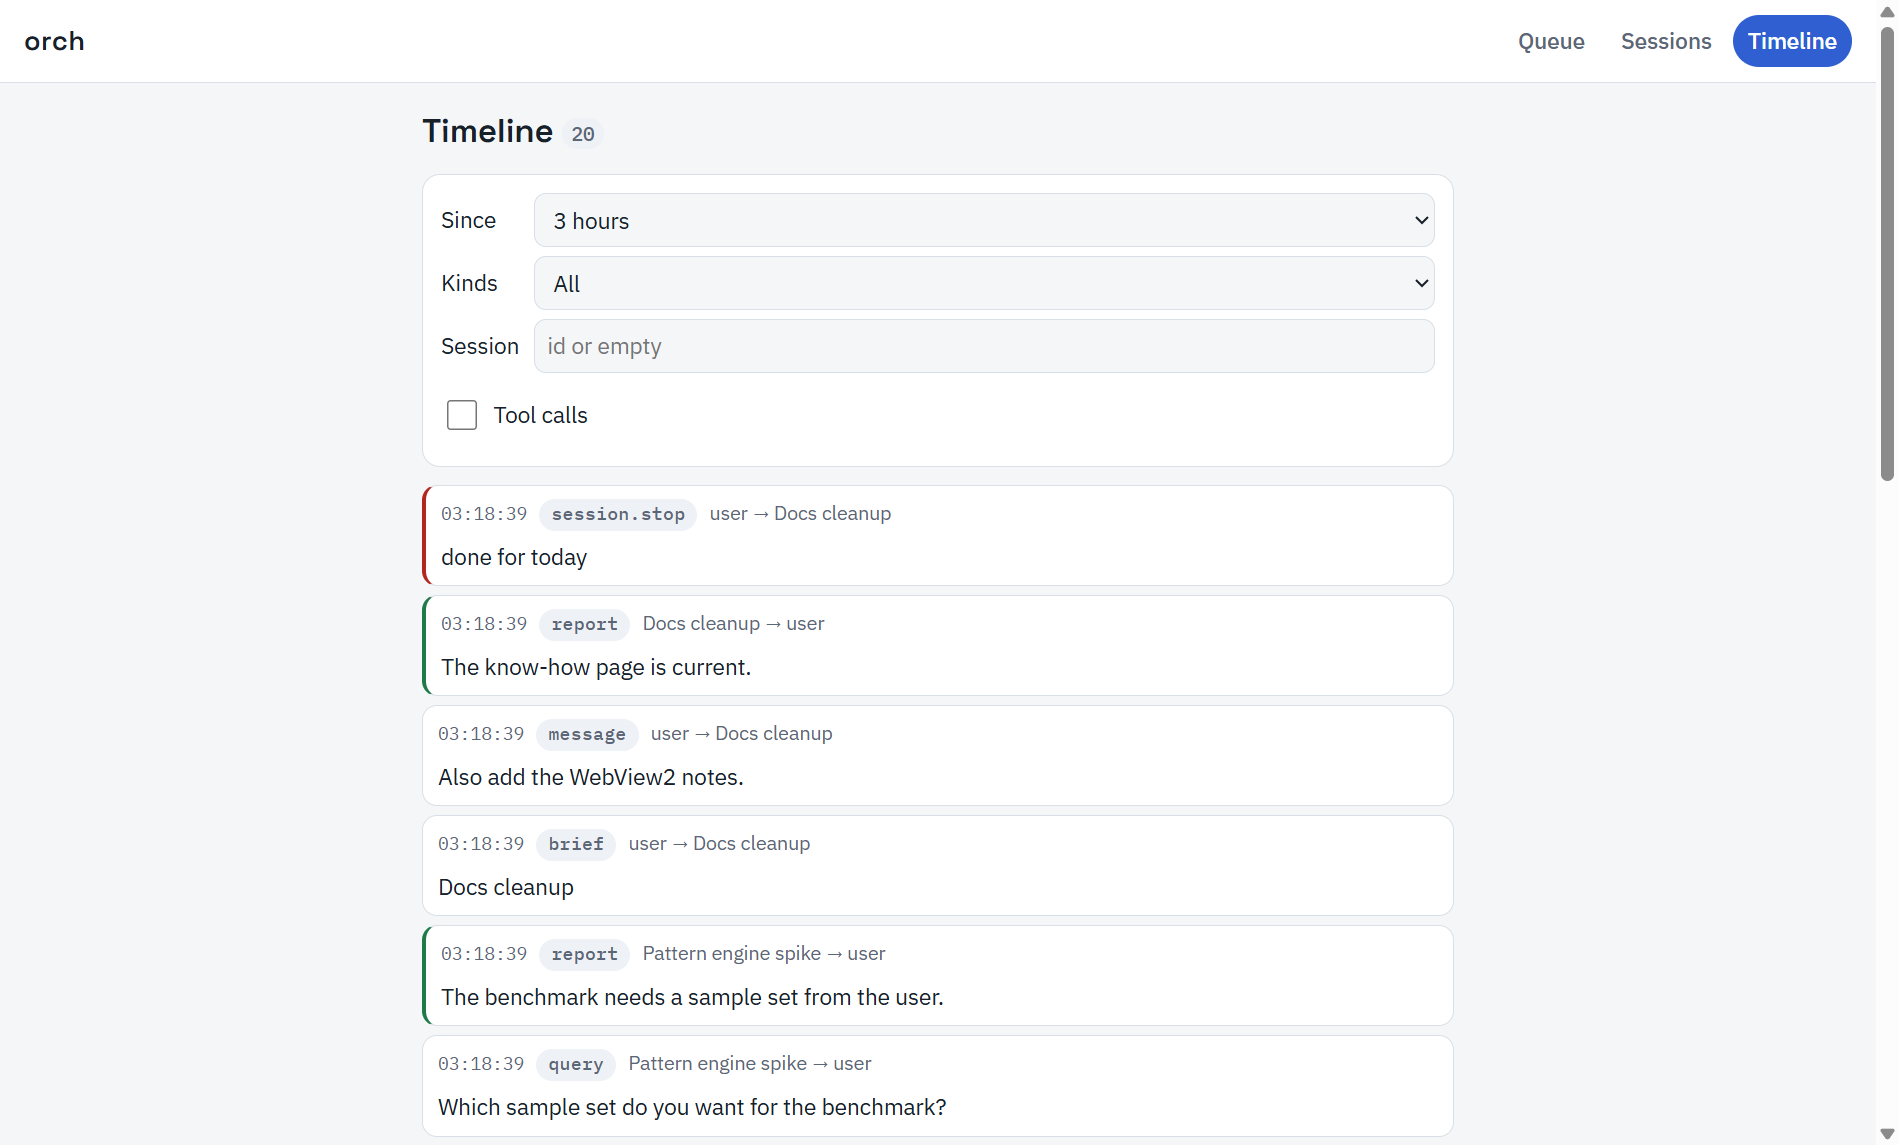 orch
Queue Sessions Timeline
Timeline 20
Since 3 hours
Kinds All
Session id or empty
Tool calls
03:18:39 session.stop user → Docs cleanup
done for today
03:18:39 report Docs cleanup → user
The know-how page is current.
03:18:39 message user → Docs cleanup
Also add the WebView2 notes.
03:18:39 brief user → Docs cleanup
Docs cleanup
03:18:39 report Pattern engine spike → user
The benchmark needs a sample set from the user.
03:18:39 query Pattern engine spike → user
Which sample set do you want for the benchmark?